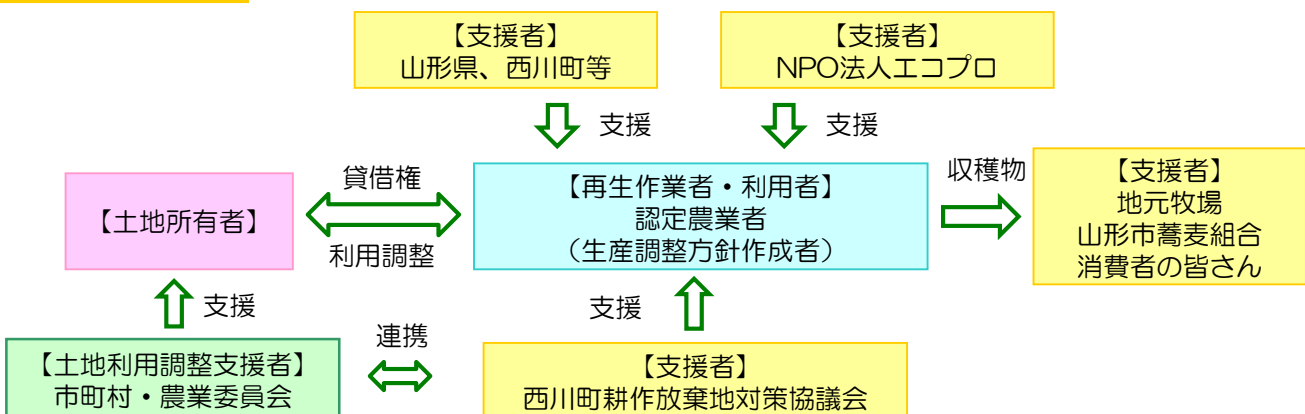 【支援者】
山形県、西川町等
【支援者】
NPO法人エコプロ
支援
支援
【土地所有者】
貸借権
利用調整
【再生作業者・利用者】
認定農業者
（生産調整方針作成者）
収穫物
【支援者】
地元牧場
山形市蕎麦組合
消費者の皆さん
支援
支援
【土地利用調整支援者】
市町村・農業委員会
連携
【支援者】
西川町耕作放棄地対策協議会